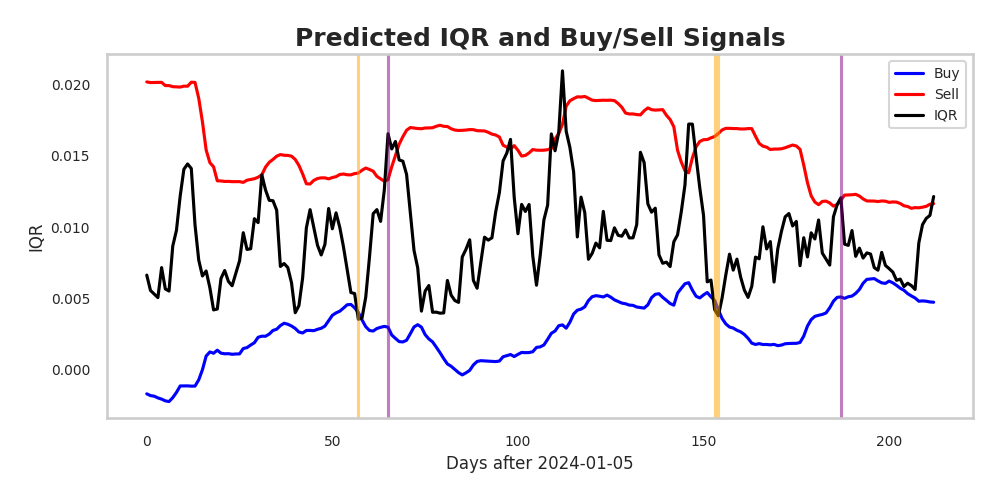 Predicted IQR and Buy/Sell Signals
Buy
Sell
IQR
0.020
0.015
0.010
0.005
0.000
IQR
0
50
100
150
200
Days after 2024-01-05